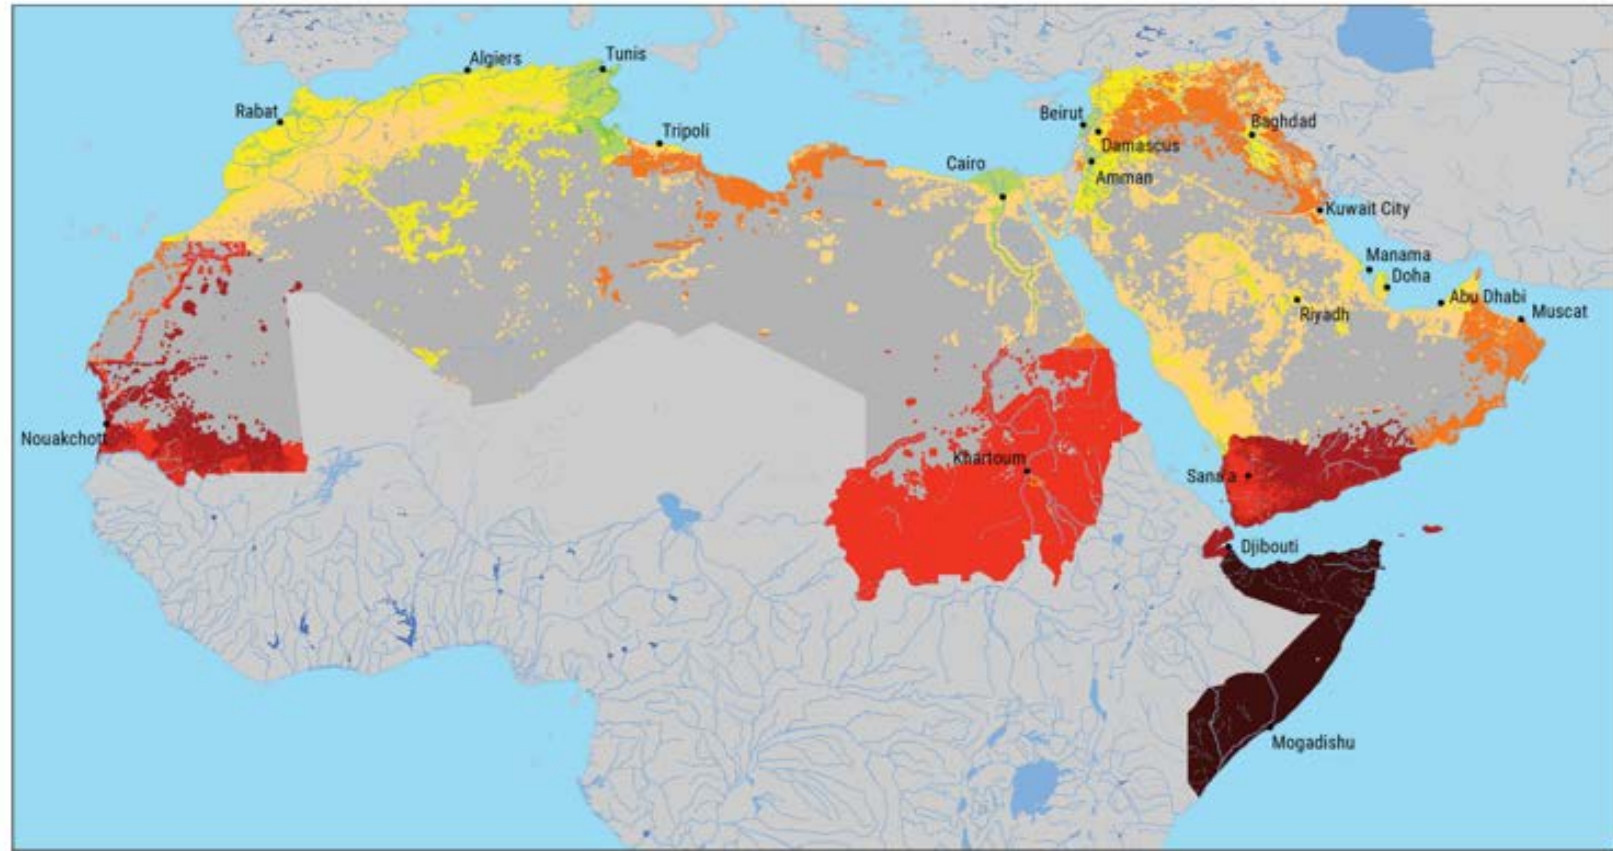 Algiers
Tunis
Rabat
Tripoli
Beirut
Baghdad
Damascus
Cairo
Amman
Kuwait City
Manama
Doha
Abu Dhabi
Riyadh
Muscat
Nouakchott
Khartoum
Sana'a
Djibouti
Mogadishu